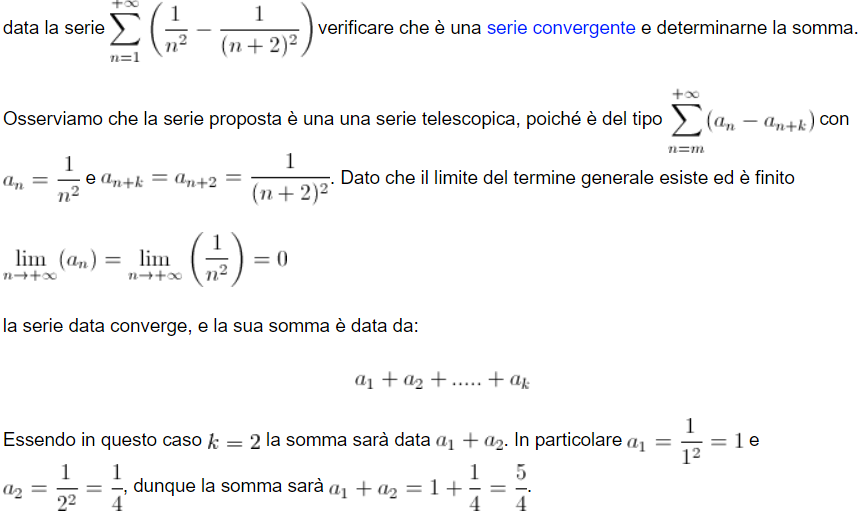 data la serie $\sum_{n=1}^{+\infty} \left( \frac{1}{n^2} - \frac{1}{(n+2)^2} \right)$ verificare che è una serie convergente e determinarne la somma.
Osserviamo che la serie proposta è una una serie telescopica, poiché è del tipo $\sum_{n=m}^{+\infty} (a_n - a_{n+k})$ con
$a_n = \frac{1}{n^2}$ e $a_{n+k} = a_{n+2} = \frac{1}{(n+2)^2}$. Dato che il limite del termine generale esiste ed è finito
$\lim_{n \to +\infty} (a_n) = \lim_{n \to +\infty} \left( \frac{1}{n^2} \right) = 0$
la serie data converge, e la sua somma è data da:
$a_1 + a_2 + ..... + a_k$
Essendo in questo caso $k = 2$ la somma sarà data $a_1 + a_2$. In particolare $a_1 = \frac{1}{1^2} = 1$ e
$a_2 = \frac{1}{2^2} = \frac{1}{4}$, dunque la somma sarà $a_1 + a_2 = 1 + \frac{1}{4} = \frac{5}{4}$.